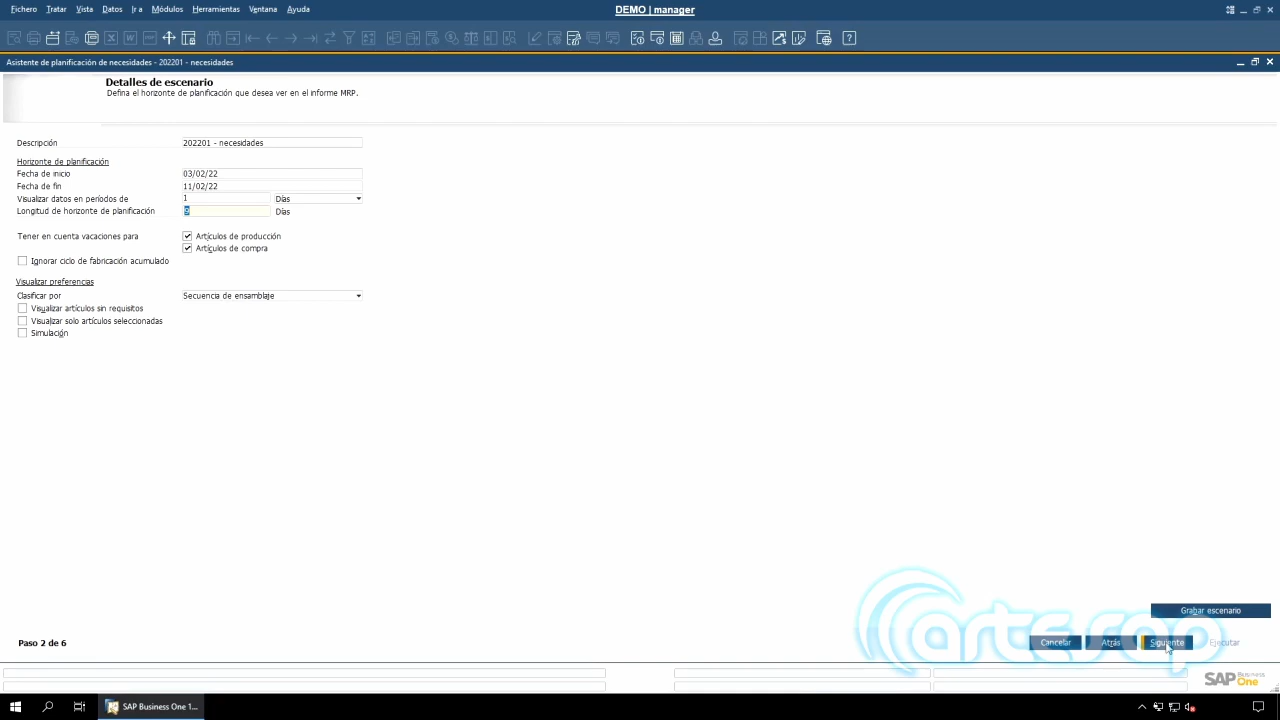 Fichero Tratar Vista Datos Ir a Módulos Herramientas Ventana Ayuda DEMO | manager
Asistente de planificación de necesidades - 202201 - necesidades
Detalles de escenario
Defina el horizonte de planificación que desea ver en el informe MRP.
Descripción 202201 - necesidades
Horizonte de planificación
Fecha de inicio 03/02/22
Fecha de fin 11/02/22
Visualizar datos en períodos de 1 Días
Longitud de horizonte de planificación 9 Días
Tener en cuenta vacaciones para Artículos de producción
Artículos de compra
Ignorar ciclo de fabricación acumulado
Visualizar preferencias
Clasificar por Secuencia de ensamblaje
Visualizar artículos sin requisitos
Visualizar solo artículos seleccionadas
Simulación
Grabar escenario
artesap
Paso 2 de 6 Cancelar Atrás Siguiente Ejecutar
SAP Business One
SAP Business One 1...